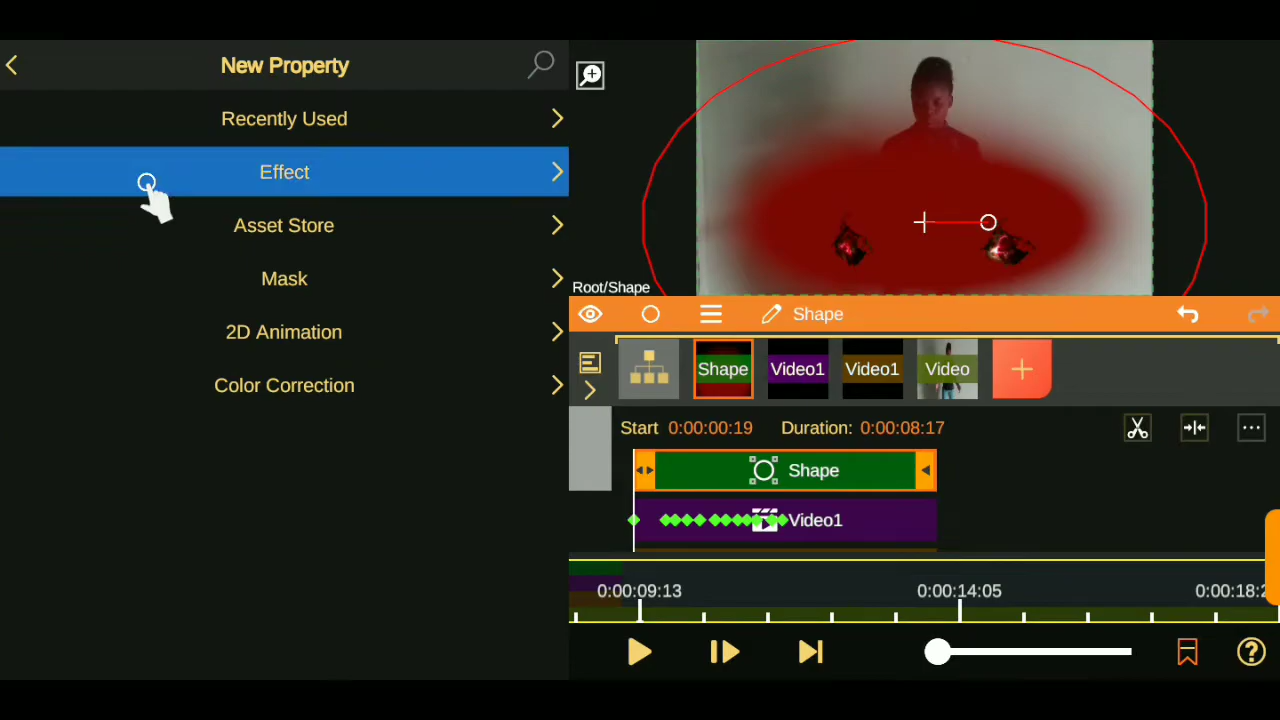 New Property
Recently Used
Effect
Asset Store
Mask
2D Animation
Color Correction
Root/Shape
Shape
Shape
Video1
Video1
Video
Start 0:00:00:19 Duration: 0:00:08:17
Shape
Video1
0:00:09:13 0:00:14:05 0:00:18:2